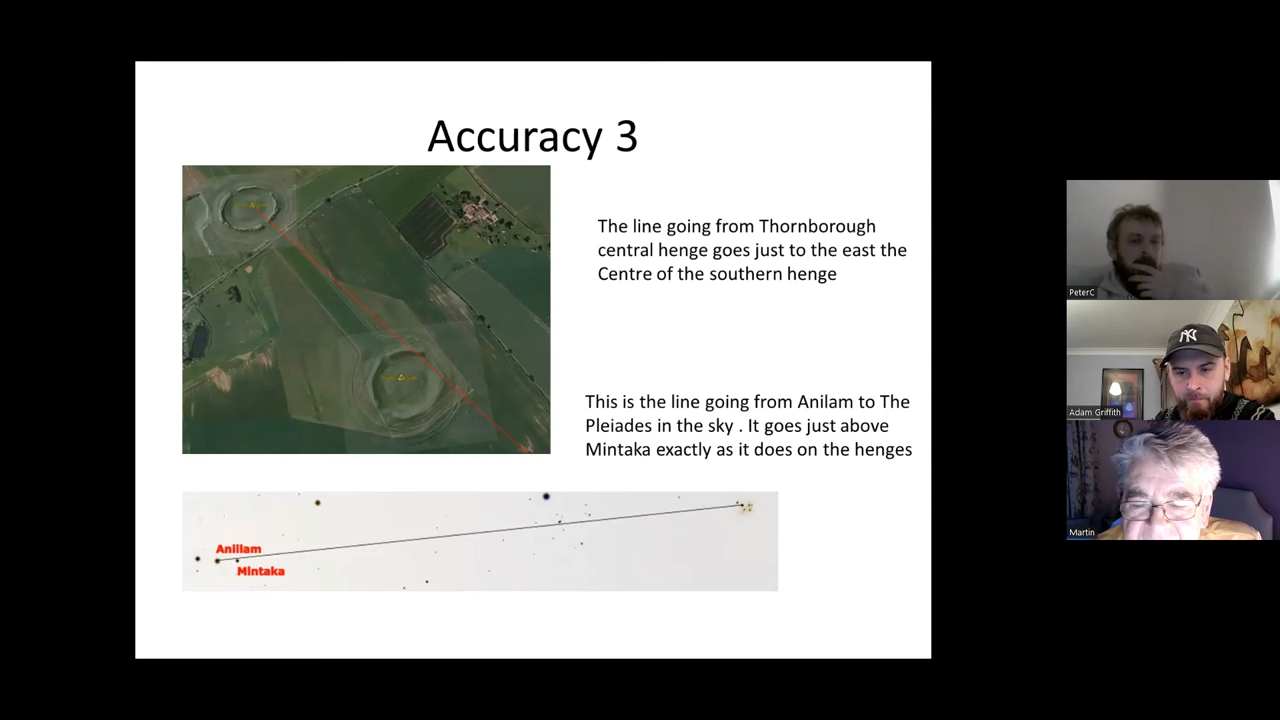 Accuracy 3
The line going from Thornborough
central henge goes just to the east the
Centre of the southern henge
This is the line going from Anilam to The
Pleiades in the sky . It goes just above
Mintaka exactly as it does on the henges
Anillam
Mintaka
PeterC
NY
Adam Griffith
Martin